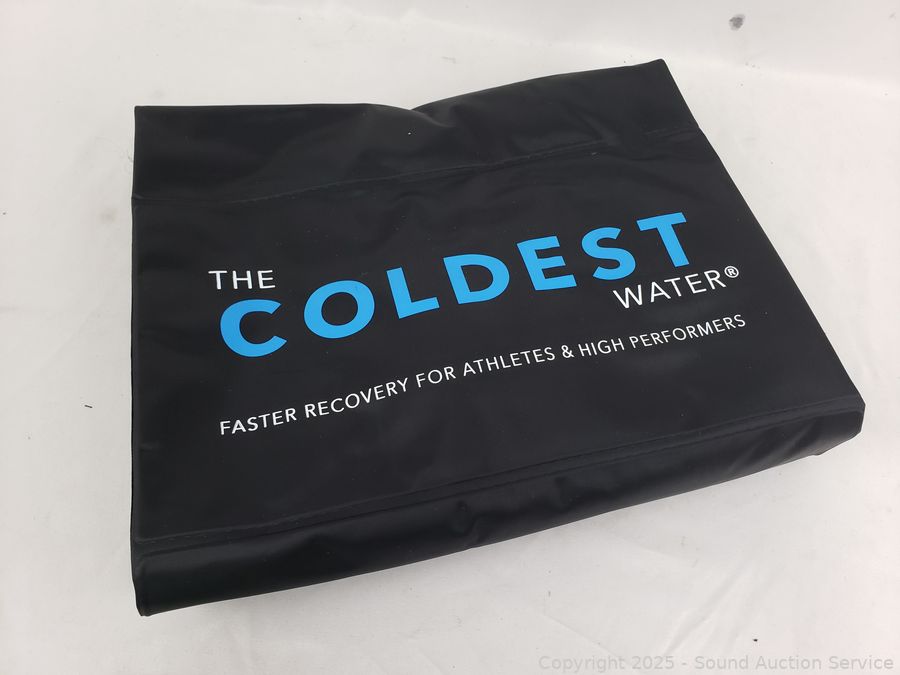 THE
COLDEST
WATER®
FASTER RECOVERY FOR ATHLETES & HIGH PERFORMERS
Copyright 2025 - Sound Auction Service